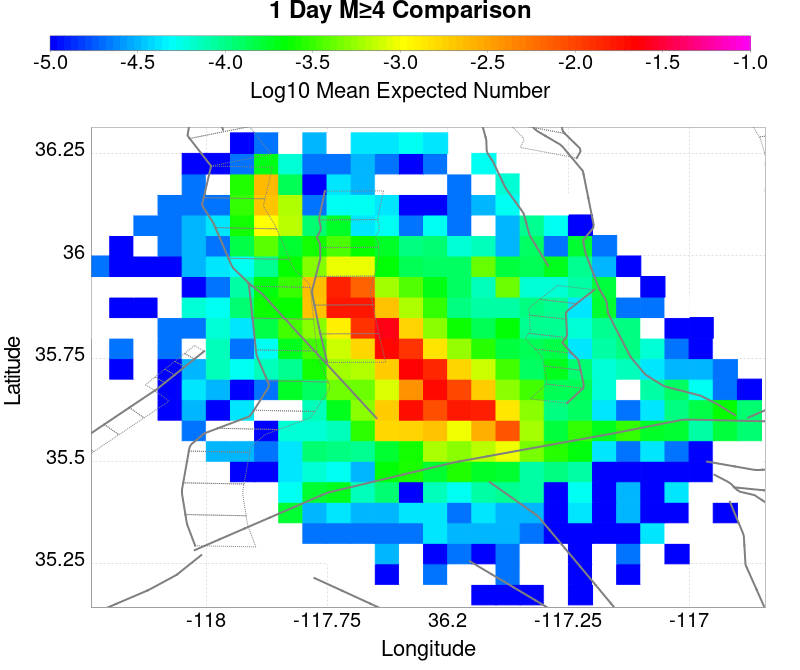 1 Day M≥4 Comparison
-5.0 -4.5 -4.0 -3.5 -3.0 -2.5 -2.0 -1.5 -1.0
Log10 Mean Expected Number
36.25
36
35.75
35.5
35.25
Latitude
-118 -117.75 36.2 -117.25 -117
Longitude